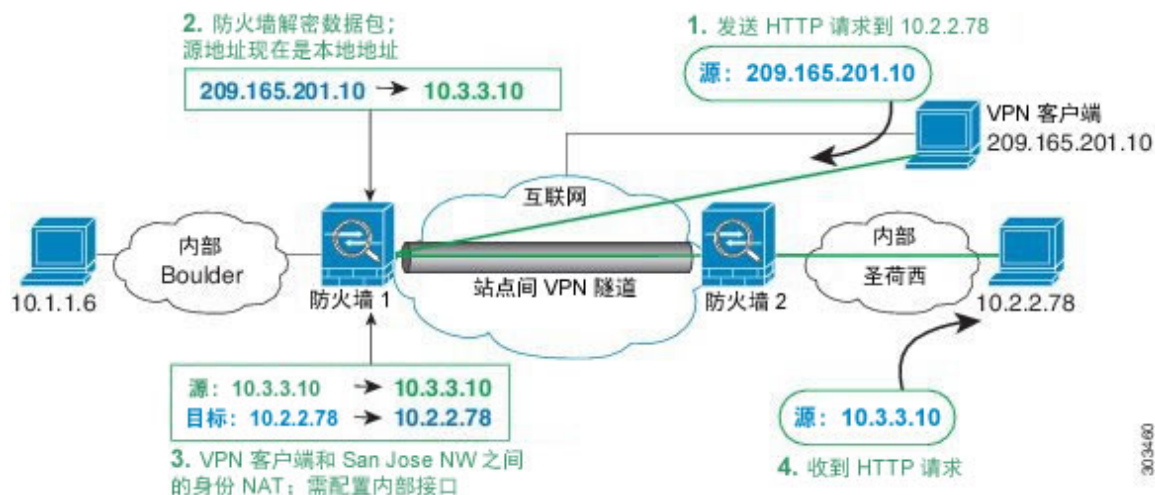 2. 防火墙解密数据包;
源地址现在是本地地址
209.165.201.10 → 10.3.3.10
1. 发送 HTTP 请求到 10.2.2.78
源: 209.165.201.10
VPN 客户端
209.165.201.10
互联网
内部
Boulder
10.1.1.6
防火墙 1
站点间 VPN 隧道
防火墙 2
内部
圣荷西
10.2.2.78
源: 10.3.3.10 → 10.3.3.10
目标: 10.2.2.78 → 10.2.2.78
3. VPN 客户端和 San Jose NW 之间
的身份 NAT; 需配置内部接口
源: 10.3.3.10
4. 收到 HTTP 请求
303460